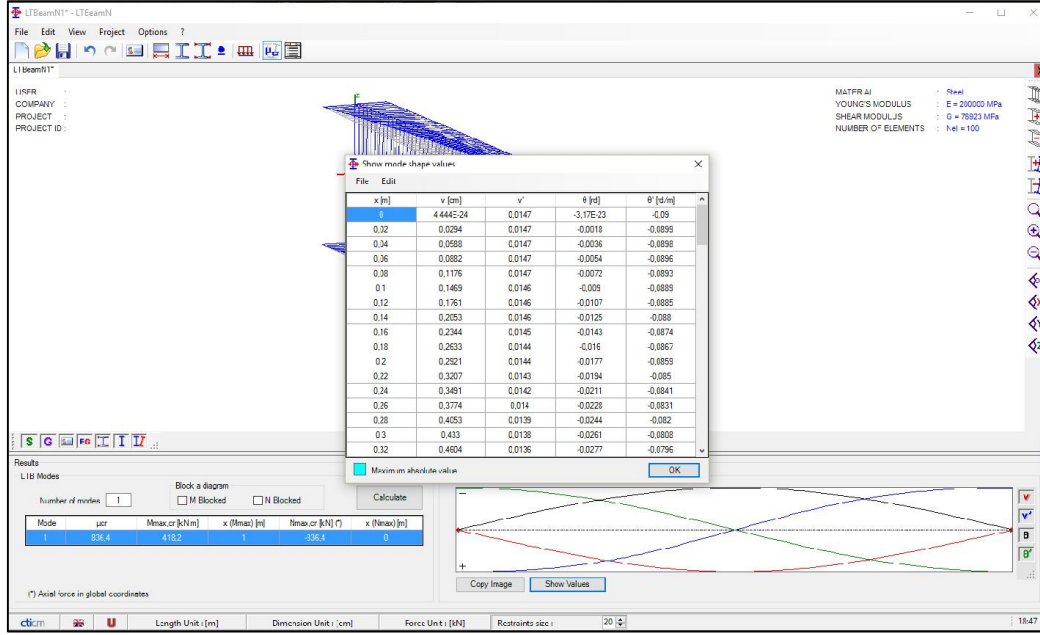 LTBeamN1* - LTBeamN
File Edit View Project Options ?
LTBeamN1*
USER :
COMPANY :
PROJECT :
PROJECT ID :
MATERIAL : Steel
YOUNG'S MODULUS : E = 200000 MPa
SHEAR MODULUS : G = 76923 MPa
NUMBER OF ELEMENTS : Nel = 100
Show mode shape values
File Edit
x [m] v [cm] v' θ [rd] θ' [rd/m]
0 4.444E-24 0,0147 -3,17E-23 -0,09
0,02 0,0294 0,0147 -0,0018 -0,0899
0,04 0,0588 0,0147 -0,0036 -0,0898
0,06 0,0882 0,0147 -0,0054 -0,0896
0,08 0,1176 0,0147 -0,0072 -0,0893
0,1 0,1469 0,0146 -0,009 -0,0889
0,12 0,1761 0,0146 -0,0107 -0,0885
0,14 0,2053 0,0146 -0,0125 -0,088
0,16 0,2344 0,0145 -0,0143 -0,0874
0,18 0,2633 0,0144 -0,016 -0,0867
0,2 0,2921 0,0144 -0,0177 -0,0859
0,22 0,3207 0,0143 -0,0194 -0,085
0,24 0,3491 0,0142 -0,0211 -0,0841
0,26 0,3774 0,014 -0,0228 -0,0831
0,28 0,4053 0,0139 -0,0244 -0,082
0,3 0,433 0,0138 -0,0261 -0,0808
0,32 0,4604 0,0136 -0,0277 -0,0796
Maximum absolute value OK
S G FG
Results
LTB Modes
Number of modes 1
Block a diagram
M Blocked N Blocked
Calculate
Mode μcr Mmax,cr [kN.m] x (Mmax) [m] Nmax,cr [kN] (*) x (Nmax) [m]
1 836,4 418,2 1 -836,4 0
(*) Axial force in global coordinates
v
v'
θ
θ'
Copy Image Show Values
cticm U Length Unit : [m] Dimension Unit : [cm] Force Unit : [kN] Restraints size : 20 18:47